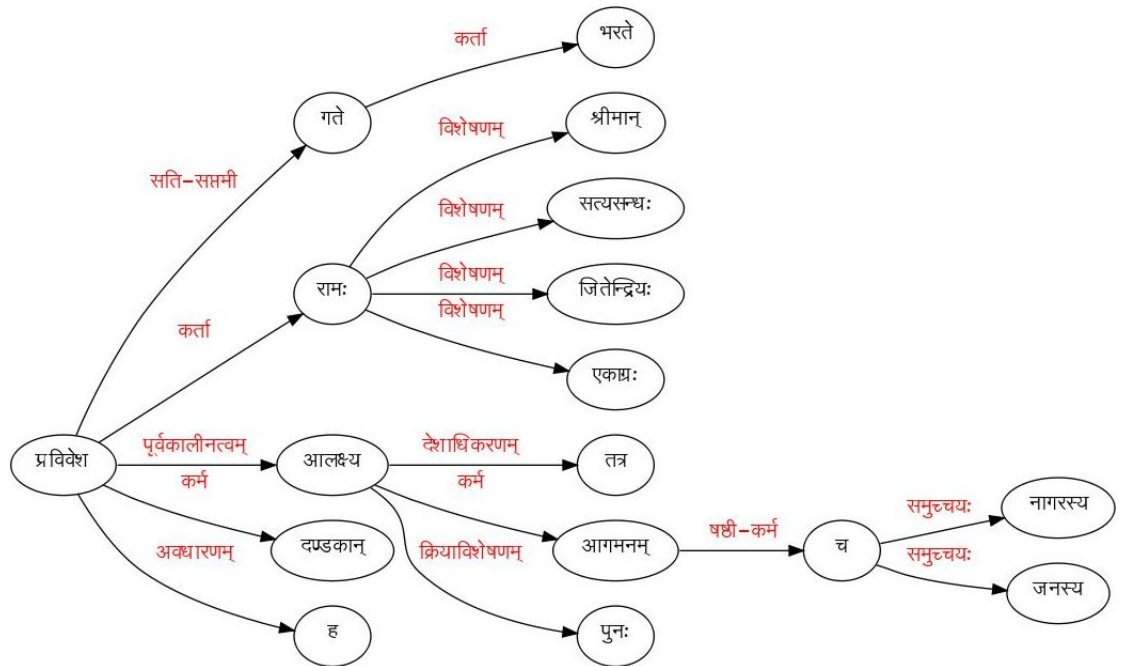 भरते
कर्ता
गते
श्रीमान्
विशेषणम्
सति-सप्तमी
सत्यसन्धः
विशेषणम्
विशेषणम्
रामः
जितेन्द्रियः
विशेषणम्
कर्ता
एकाग्रः
पूर्वकालीनत्वम्
देशाधिकरणम्
प्रविवेश
आलक्ष्य
तत्र
कर्म
कर्म
समुच्चयः
नागरस्य
षष्ठी-कर्म
अवधारणम्
दण्डकान्
क्रियाविशेषणम्
आगमनम्
च
समुच्चयः
जनस्य
ह
पुनः